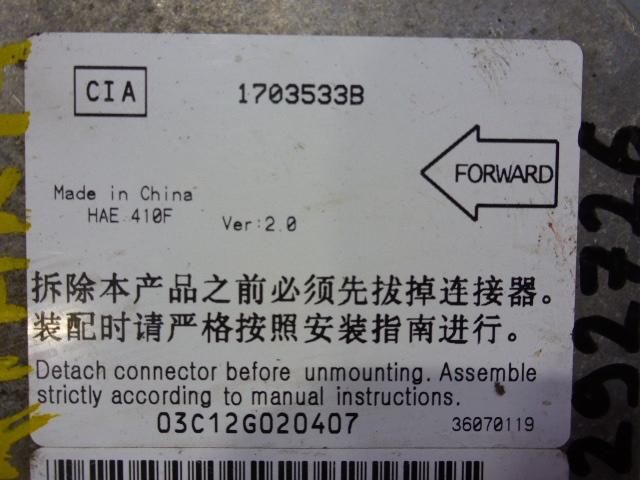 CIA 1703533B
FORWARD
Made in China
HAE 410F Ver:2.0
拆除本产品之前必须先拔掉连接器。
装配时请严格按照安装指南进行。
Detach connector before unmounting. Assemble
strictly according to manual instructions.
03C12G020407 36070119
292726